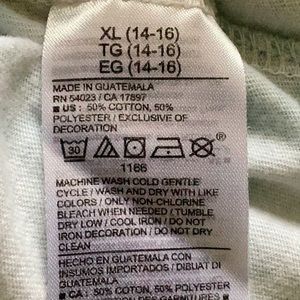 XL (14-16)
TG (14-16)
EG (14-16)
MADE IN GUATEMALA
RN 54023 / CA 17897
■ US : 50% COTTON, 50%
POLYESTER / EXCLUSIVE OF
DECORATION
30
®
1166
MACHINE WASH COLD GENTLE
CYCLE / WASH AND DRY WITH LIKE
COLORS / ONLY NON-CHLORINE
BLEACH WHEN NEEDED / TUMBLE
DRY LOW / COOL IRON / DO NOT
IRON DECORATION / DO NOT DRY
CLEAN
HECHO EN GUATEMALA CON
INSUMOS IMPORTADOS / DIBUAT DI
GUATEMALA
■ CA : 50% COTTON, 50%